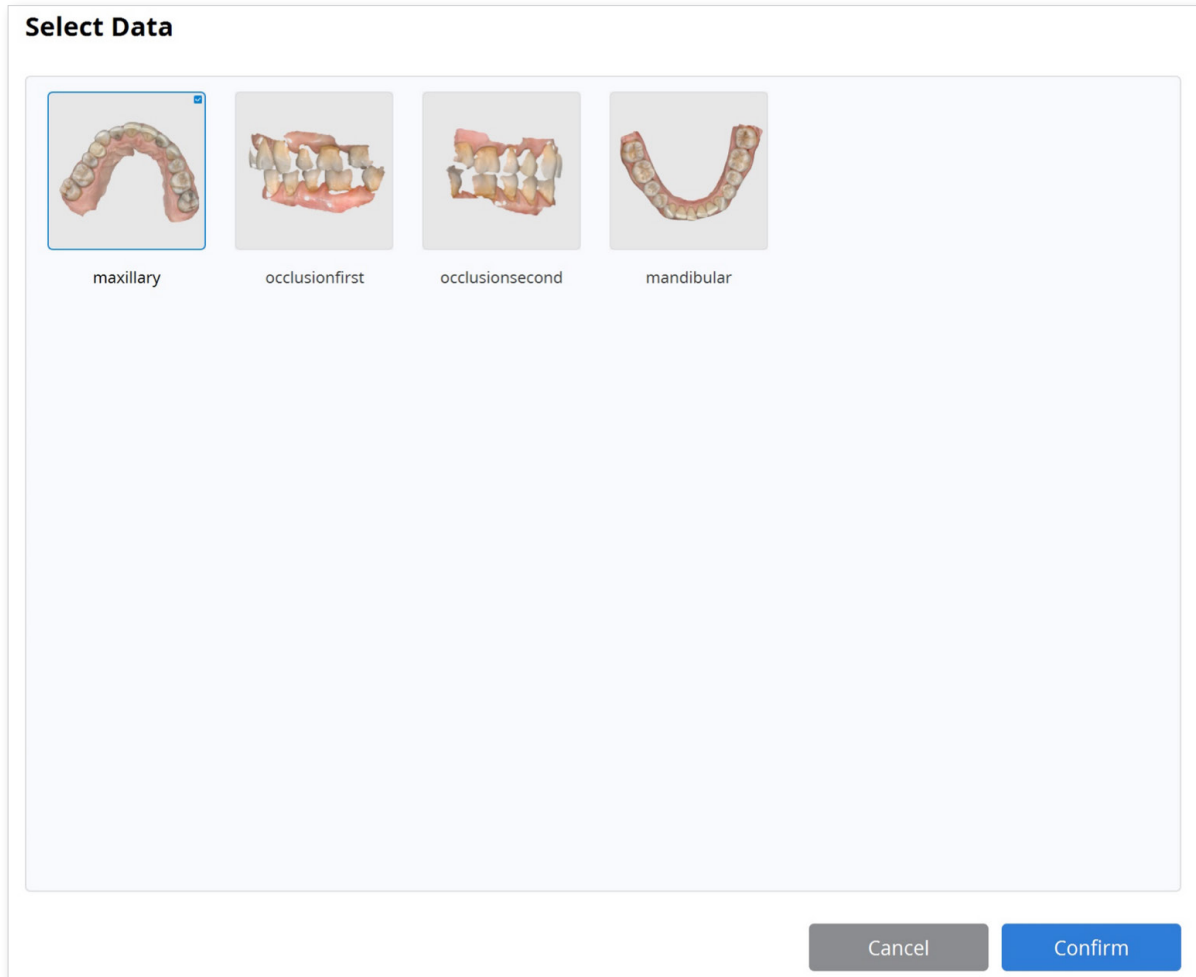 Select Data
maxillary
occlusionfirst
occlusionsecond
mandibular
Cancel
Confirm